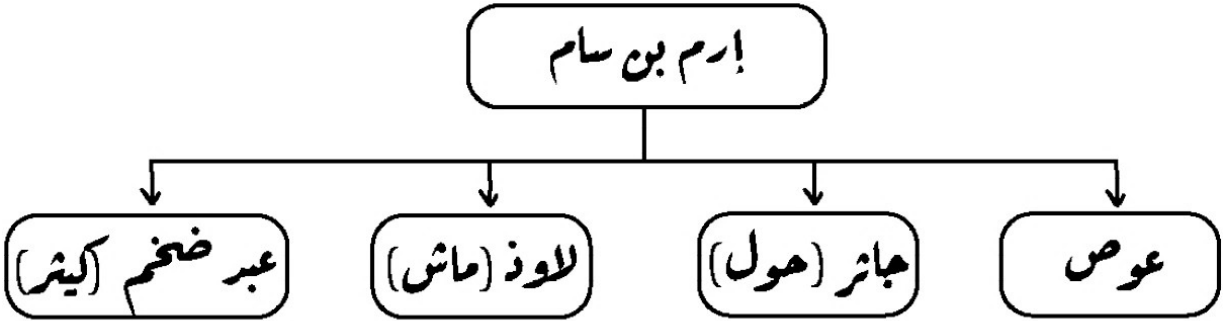 إرم بن سام
عوص
جاثر (حول)
لاوذ (ماش)
عبد ضخم (كيثر)